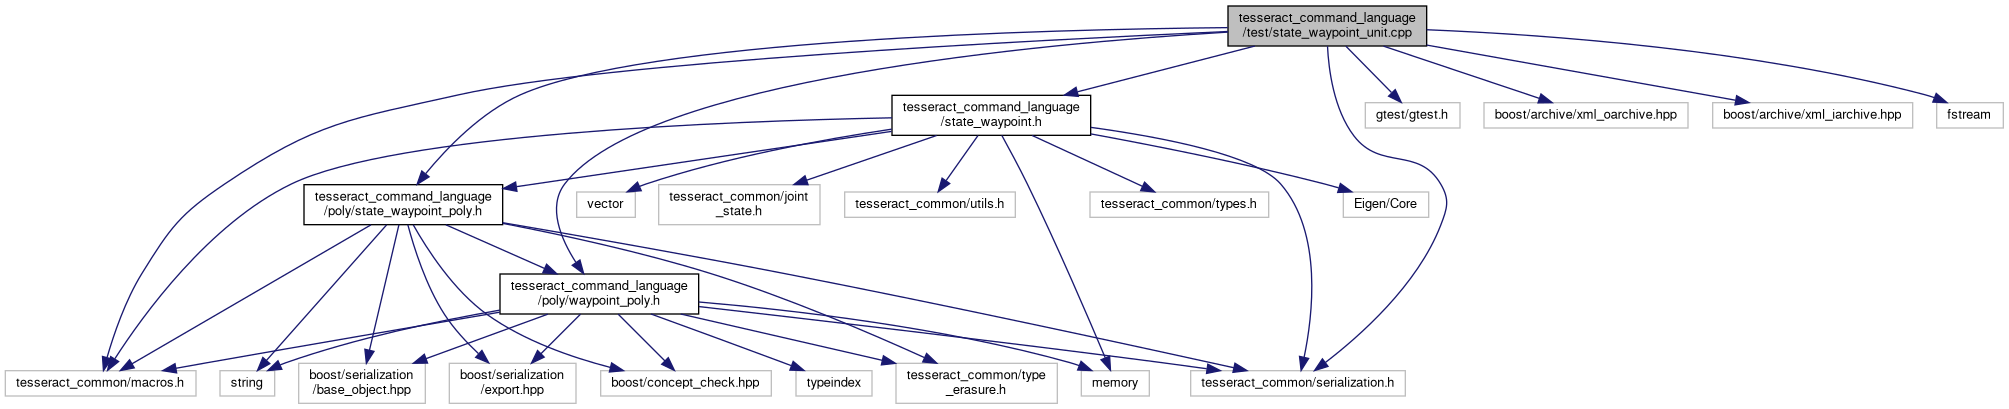 tesseract_command_language
/test/state_waypoint_unit.cpp
tesseract_command_language
/state_waypoint.h
gtest/gtest.h
boost/archive/xml_oarchive.hpp
boost/archive/xml_iarchive.hpp
fstream
tesseract_command_language
/poly/state_waypoint_poly.h
vector
tesseract_common/joint
_state.h
tesseract_common/utils.h
tesseract_common/types.h
Eigen/Core
tesseract_command_language
/poly/waypoint_poly.h
tesseract_common/macros.h
string
boost/serialization
/base_object.hpp
boost/serialization
/export.hpp
boost/concept_check.hpp
typeindex
tesseract_common/type
_erasure.h
memory
tesseract_common/serialization.h